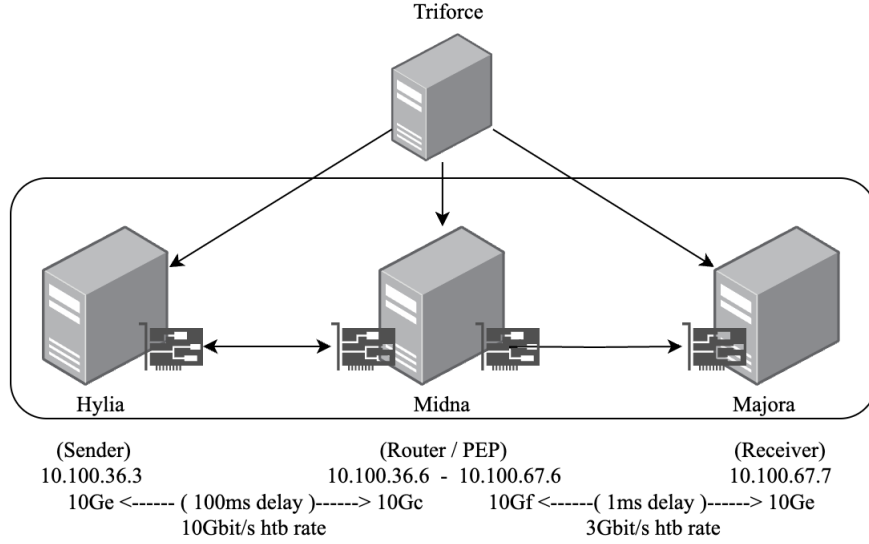 Triforce
Hylia Midna Majora
(Sender) (Router / PEP) (Receiver)
10.100.36.3 10.100.36.6 - 10.100.67.6 10.100.67.7
10Ge <------ ( 100ms delay )------> 10Gc 10Gf <------ ( 1ms delay )------> 10Ge
10Gbit/s htb rate 3Gbit/s htb rate